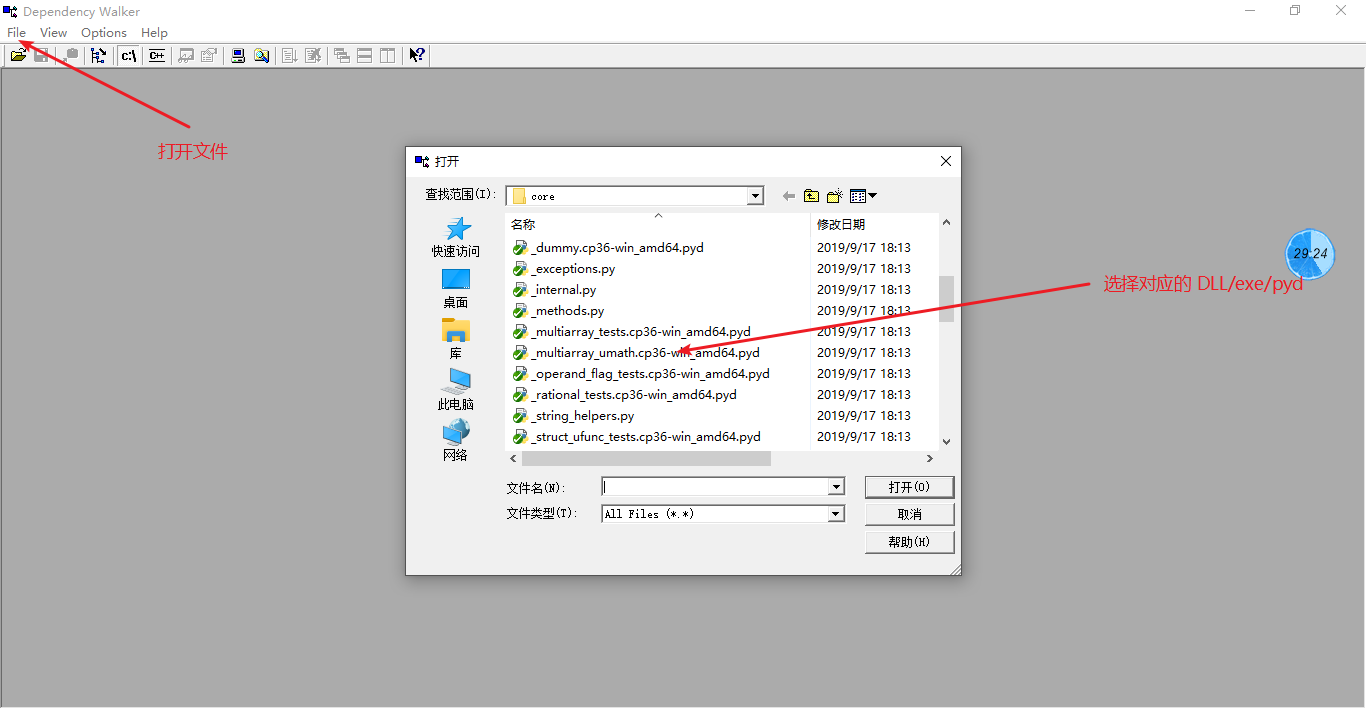 Dependency Walker
File View Options Help
C:\ C++
打开文件
打开
查找范围(I): core
名称 修改日期
_dummy.cp36-win_amd64.pyd 2019/9/17 18:13
_exceptions.py 2019/9/17 18:13
_internal.py 2019/9/17 18:13
_methods.py 2019/9/17 18:13
_multiarray_tests.cp36-win_amd64.pyd 2019/9/17 18:13
_multiarray_umath.cp36-win_amd64.pyd 2019/9/17 18:13
_operand_flag_tests.cp36-win_amd64.pyd 2019/9/17 18:13
_rational_tests.cp36-win_amd64.pyd 2019/9/17 18:13
_string_helpers.py 2019/9/17 18:13
_struct_ufunc_tests.cp36-win_amd64.pyd 2019/9/17 18:13
快速访问
桌面
库
此电脑
网络
文件名(N): 打开(O)
文件类型(T): All Files (*.*) 取消
帮助(H)
29:24
选择对应的 DLL/exe/pyd